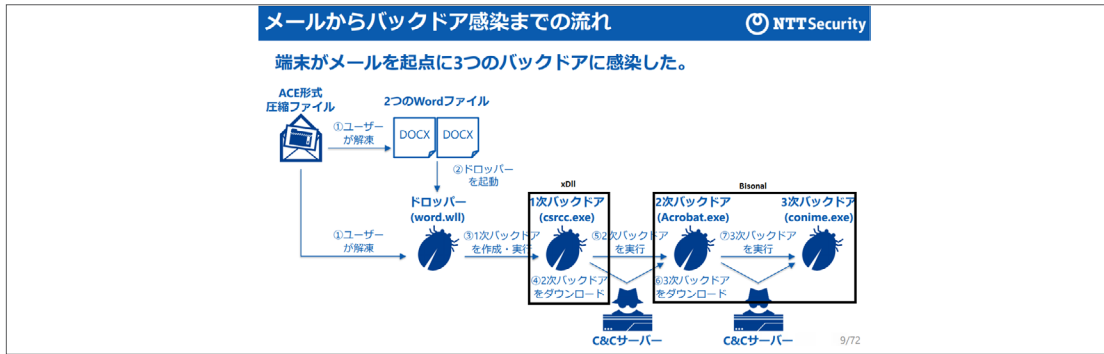 メールからバックドア感染までの流れ
NTT Security
端末がメールを起点に3つのバックドアに感染した。
ACE形式
圧縮ファイル
2つのWordファイル
①ユーザー
が解凍
DOCX
DOCX
②ドロッパー
を起動
xDll
Bisonal
ドロッパー
(word.wll)
1次バックドア
(csrcc.exe)
2次バックドア
(Acrobat.exe)
3次バックドア
(conime.exe)
①ユーザー
が解凍
③1次バックドア
を作成・実行
⑤2次バックドア
を実行
⑦3次バックドア
を実行
④2次バックドア
をダウンロード
⑥3次バックドア
をダウンロード
C&Cサーバー
C&Cサーバー
9/72